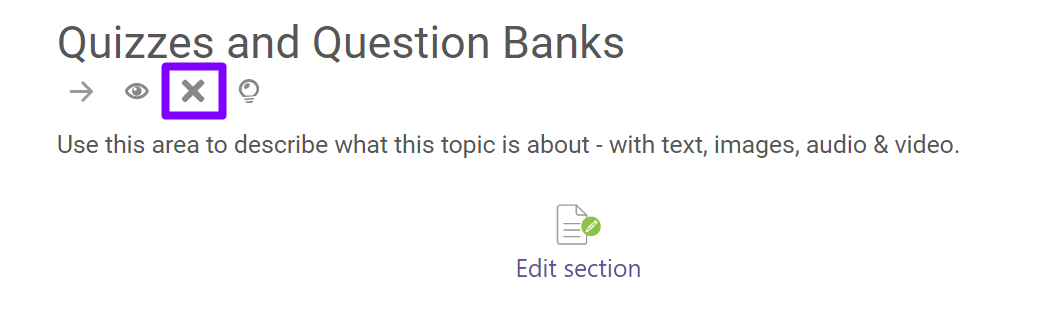 Quizzes and Question Banks
Use this area to describe what this topic is about - with text, images, audio & video.
Edit section